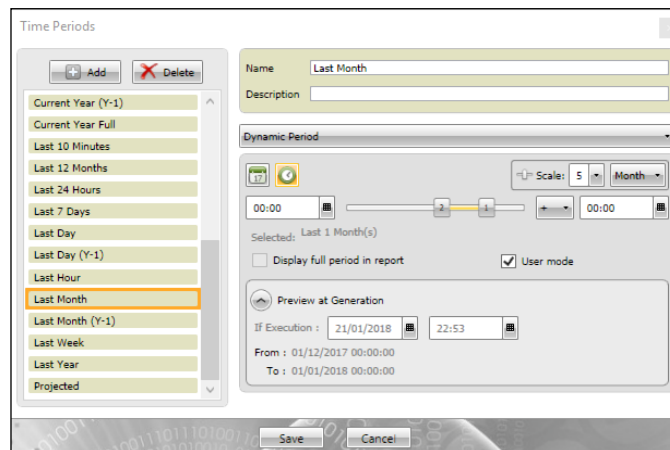 Time Periods
Add
Delete
Current Year (Y-1)
Current Year Full
Last 10 Minutes
Last 12 Months
Last 24 Hours
Last 7 Days
Last Day
Last Day (Y-1)
Last Hour
Last Month
Last Month (Y-1)
Last Week
Last Year
Projected
Name Last Month
Description
Dynamic Period
17
Scale: 5 Month
00:00 2 1 + 00:00
Selected: Last 1 Month(s)
Display full period in report User mode
Preview at Generation
If Execution : 21/01/2018 22:53
From : 01/12/2017 00:00:00
To : 01/01/2018 00:00:00
Save Cancel